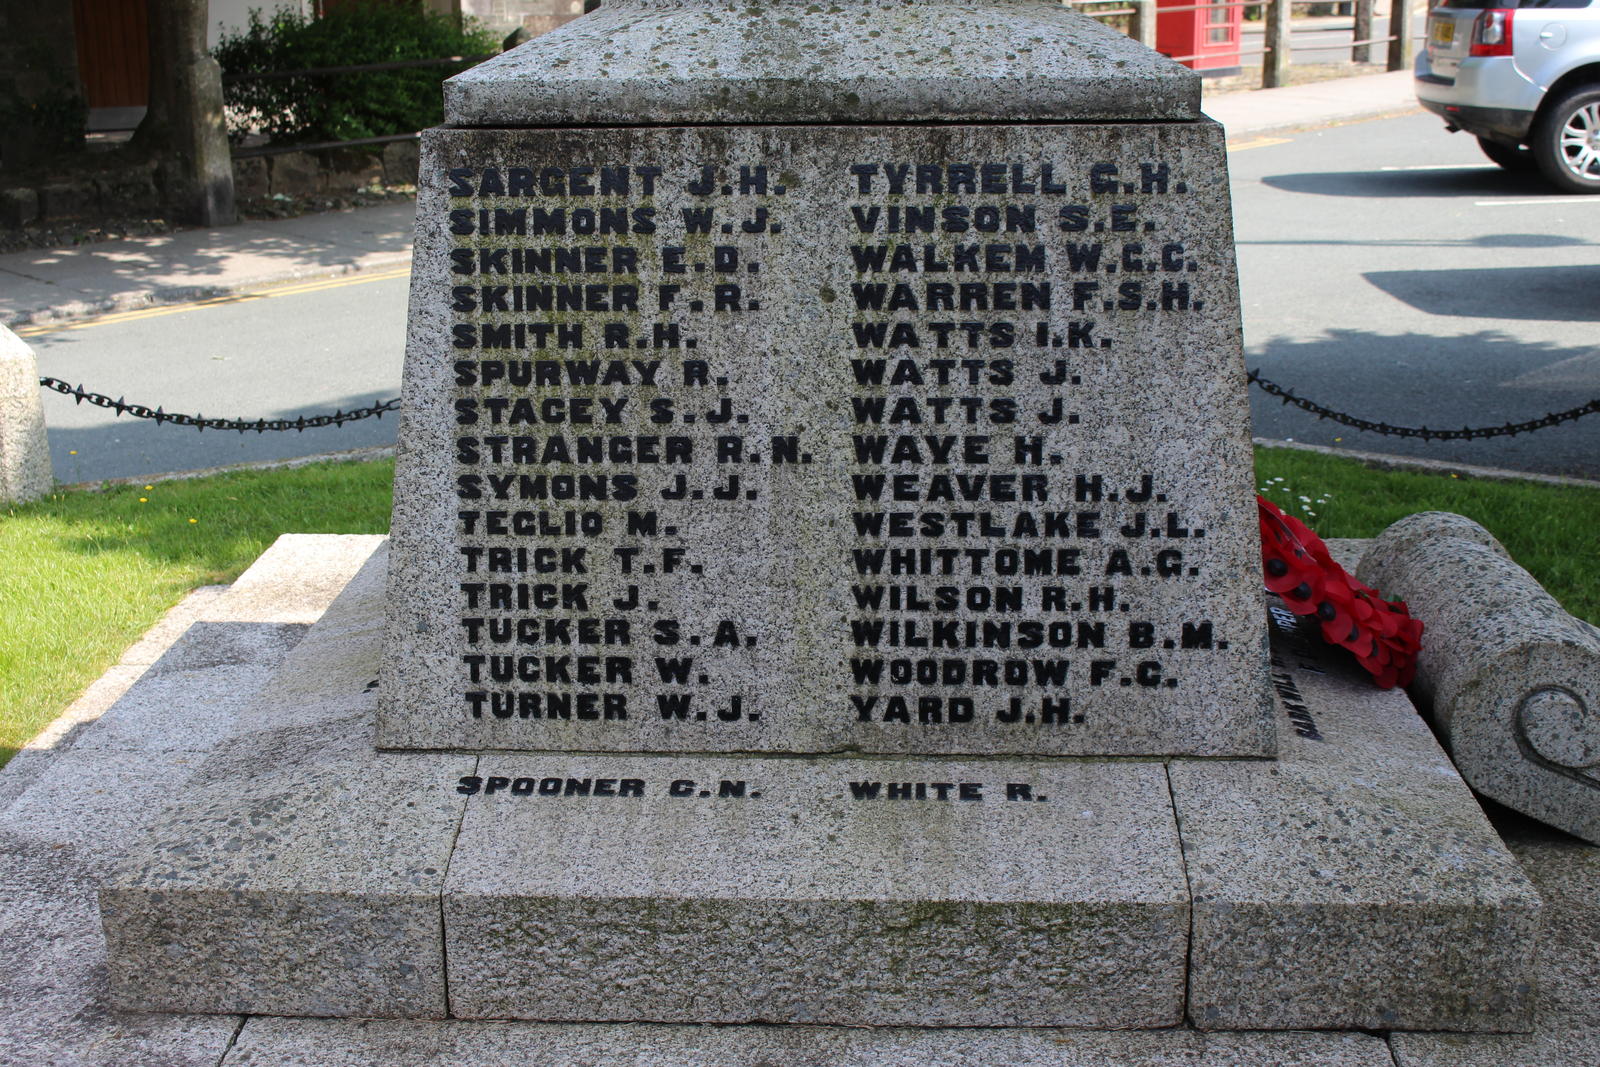 SARGENT J.H.
SIMMONS W.J.
SKINNER E.D.
SKINNER F.R.
SMITH R.H.
SPURWAY R.
STACEY S.J.
STRANGER R.N.
SYMONS J.J.
TEGLIO M.
TRICK T.F.
TRICK J.
TUCKER S.A.
TUCKER W.
TURNER W.J.
TYRRELL G.H.
VINSON S.E.
WALKEM W.G.C.
WARREN F.S.H.
WATTS I.K.
WATTS J.
WATTS J.
WAYE H.
WEAVER H.J.
WESTLAKE J.L.
WHITTOME A.G.
WILSON R.H.
WILKINSON B.M.
WOODROW F.C.
YARD J.H.
SPOONER C.N.
WHITE R.